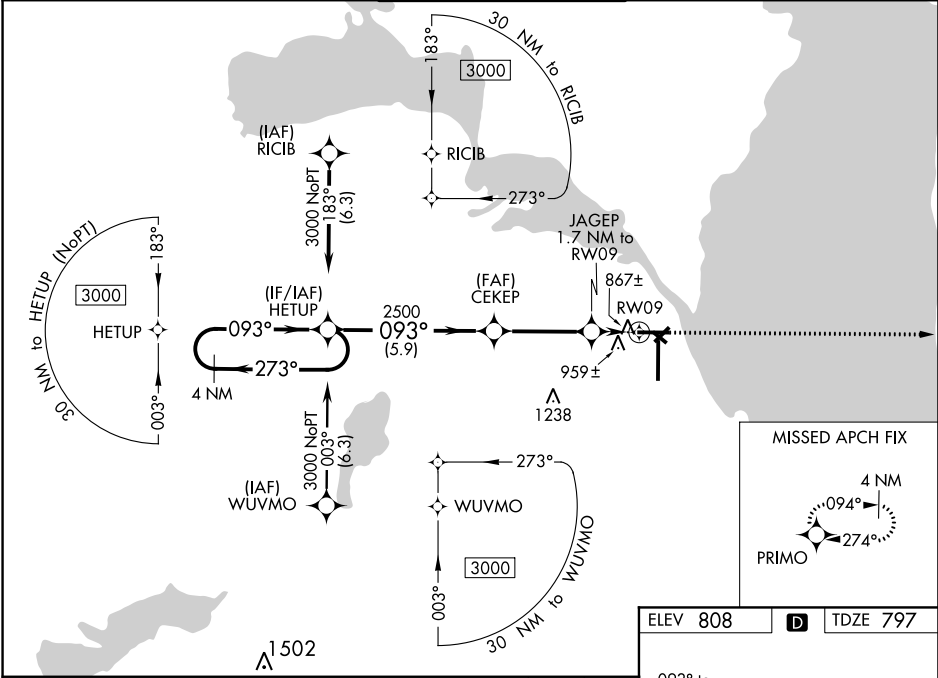 30 NM to RICIB
183°
3000
RICIB
273°
(IAF)
RICIB
3000 NoPT
183°
(6.3)
30 NM to HETUP (NoPT)
183°
3000
HETUP
003°
JAGEP
1.7 NM to
RW09
867±
RW09
(FAF)
CEKEP
(IF/IAF)
HETUP
2500
093°
(5.9)
093°
273°
4 NM
959±
1238
3000 NoPT
003°
(6.3)
(IAF)
WUVMO
273°
WUVMO
3000
003°
30 NM to WUVMO
MISSED APCH FIX
4 NM
094°
274°
PRIMO
1502
ELEV 808
D
TDZE 797